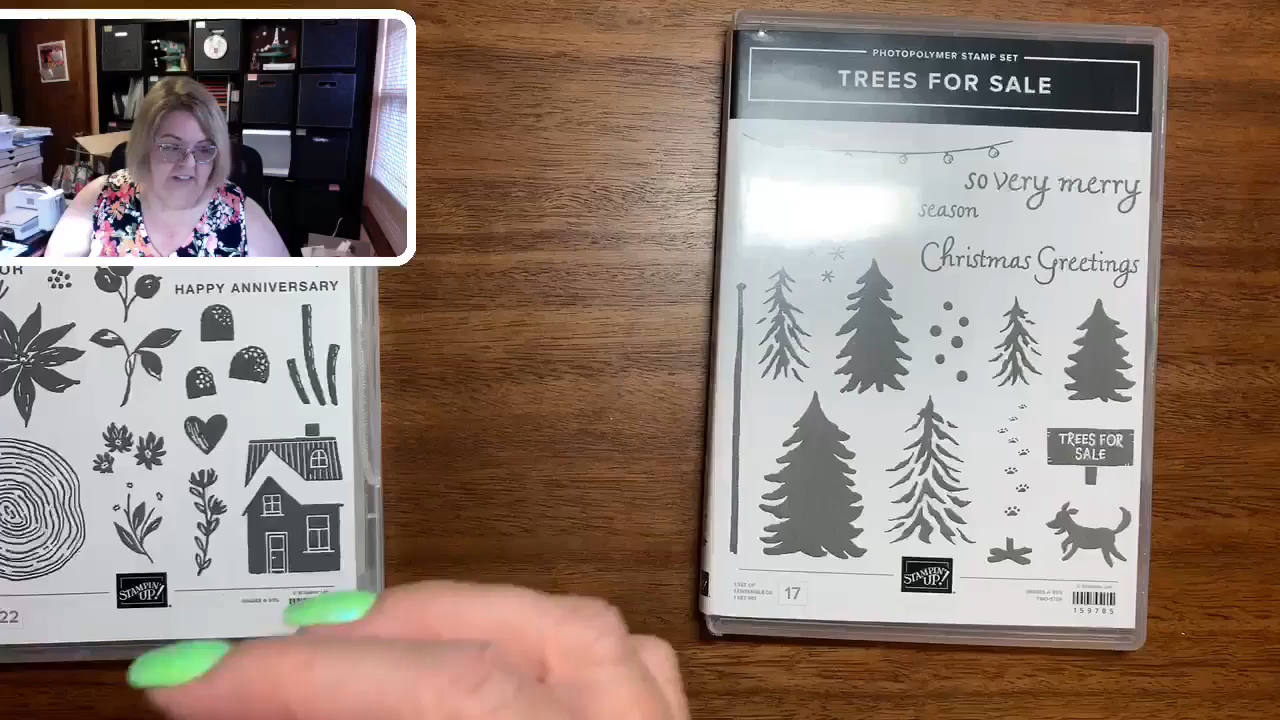 PHOTOPOLYMER STAMP SET
TREES FOR SALE
so very merry
season
Christmas Greetings
TREES FOR
SALE
STAMPIN' UP!
17
159785
HAPPY ANNIVERSARY
STAMPIN' UP!
22